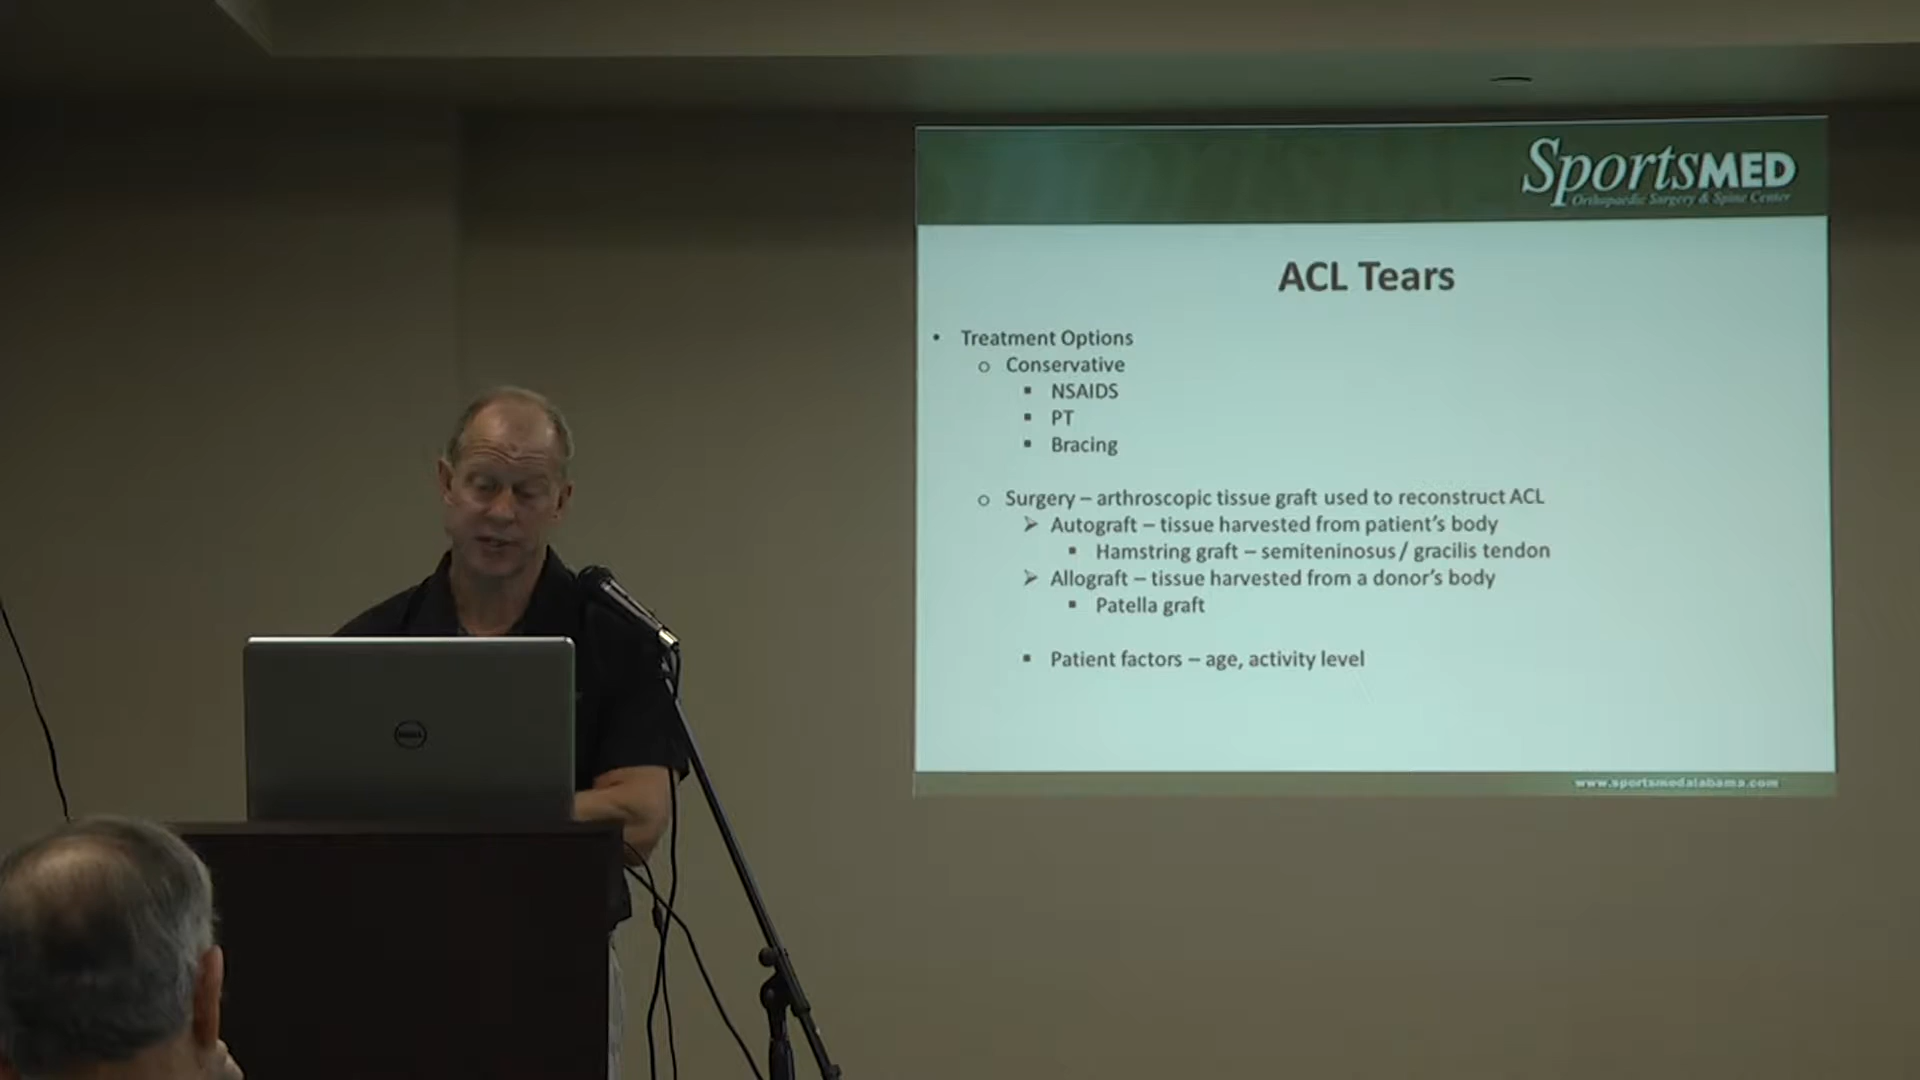 SportsMED
Orthopaedic Surgery & Spine Center
ACL Tears
• Treatment Options
o Conservative
▪ NSAIDS
▪ PT
▪ Bracing
o Surgery – arthroscopic tissue graft used to reconstruct ACL
➢ Autograft – tissue harvested from patient's body
▪ Hamstring graft – semiteninosus / gracilis tendon
➢ Allograft – tissue harvested from a donor's body
▪ Patella graft
▪ Patient factors – age, activity level
www.sportsmedalabama.com
DELL